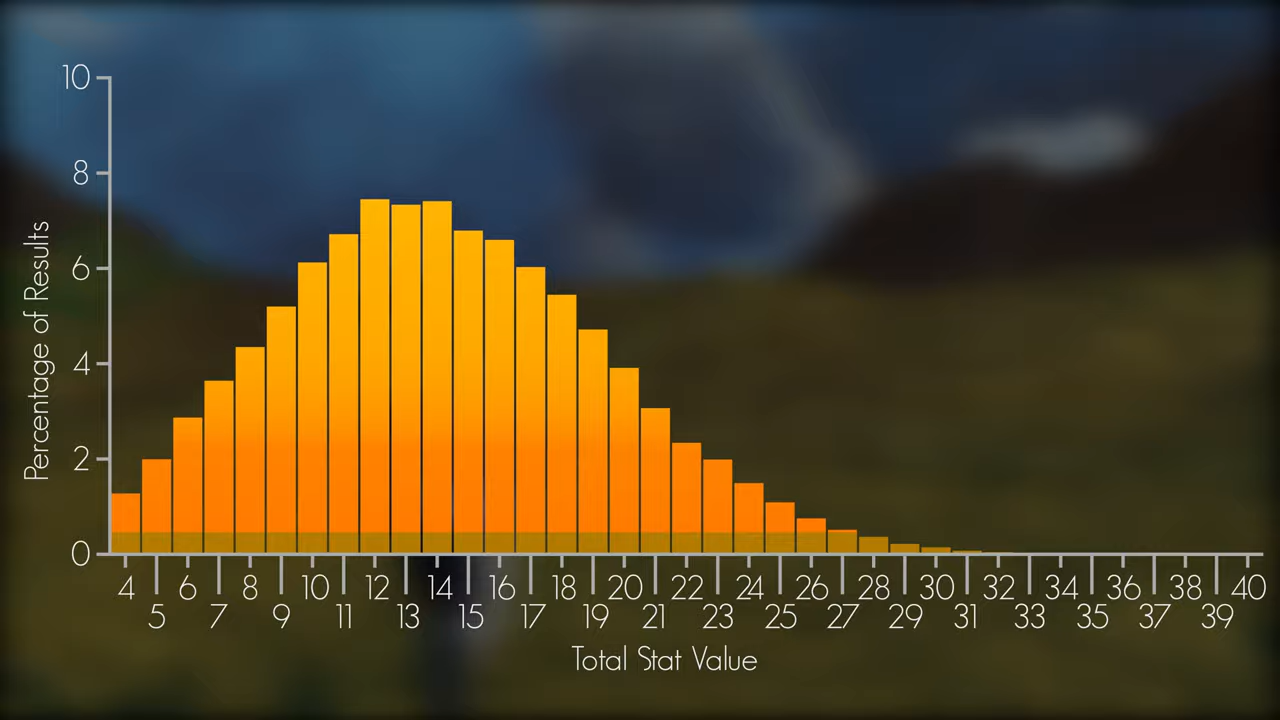 10
8
6
4
2
0
Percentage of Results
4 6 8 10 12 14 16 18 20 22 24 26 28 30 32 34 36 38 40
5 7 9 11 13 15 17 19 21 23 25 27 29 31 33 35 37 39
Total Stat Value